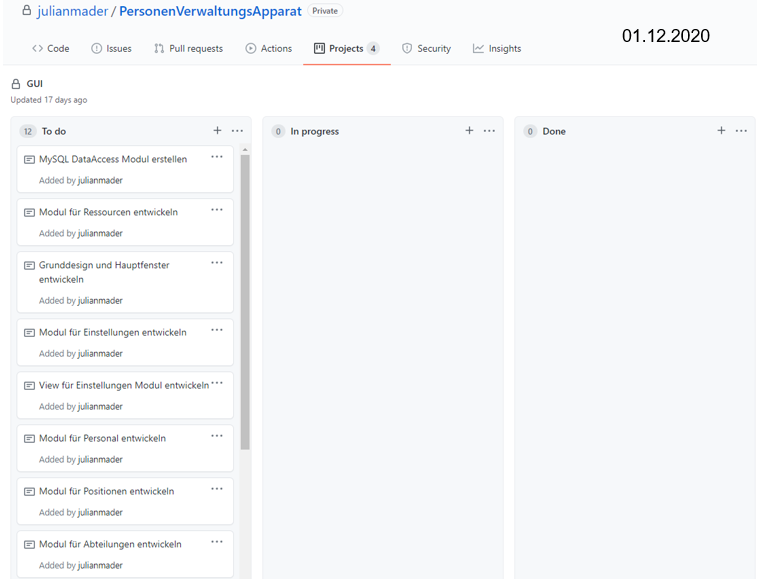 julianmader / PersonenVerwaltungsApparat Private
01.12.2020
Code Issues Pull requests Actions Projects 4 Security Insights
GUI
Updated 17 days ago
12 To do
MySQL DataAccess Modul erstellen
Added by julianmader
Modul für Ressourcen entwickeln
Added by julianmader
Grunddesign und Hauptfenster
entwickeln
Added by julianmader
Modul für Einstellungen entwickeln
Added by julianmader
View für Einstellungen Modul entwickeln
Added by julianmader
Modul für Personal entwickeln
Added by julianmader
Modul für Positionen entwickeln
Added by julianmader
Modul für Abteilungen entwickeln
Added by julianmader
0 In progress
0 Done